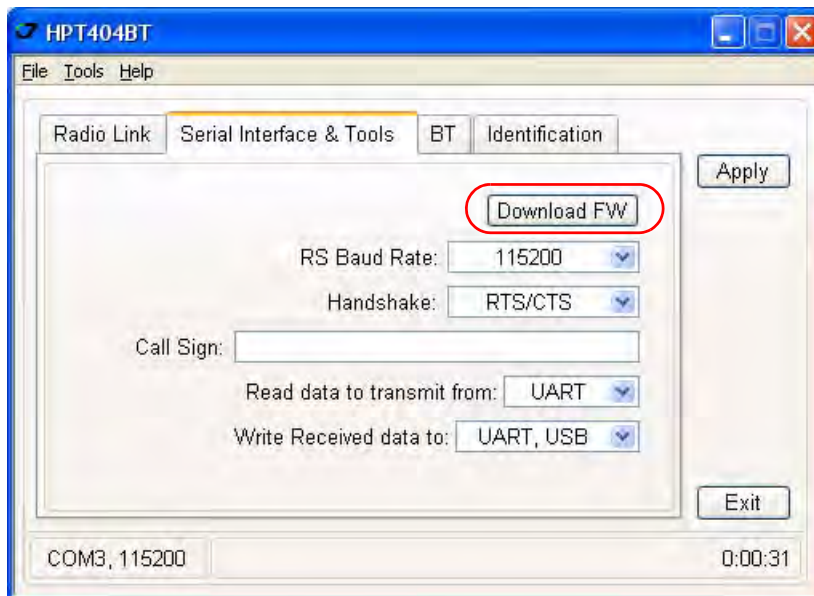 HPT404BT
File Tools Help
Radio Link Serial Interface & Tools BT Identification
Apply
Download FW
RS Baud Rate: 115200
Handshake: RTS/CTS
Call Sign:
Read data to transmit from: UART
Write Received data to: UART, USB
Exit
COM3, 115200 0:00:31